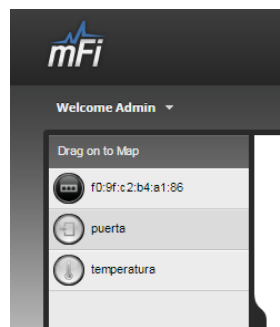 mFi
Welcome Admin
Drag on to Map
f0:9f:c2:b4:a1:86
puerta
temperatura